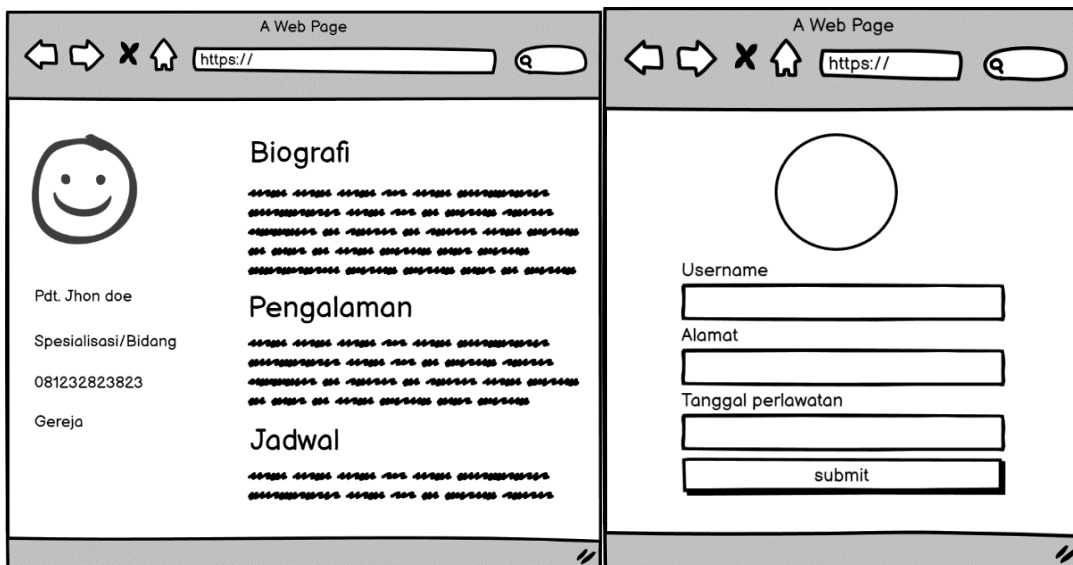 A Web Page
https://
Pdt. Jhon doe
Spesialisasi/Bidang
081232823823
Gereja
Biografi
Pengalaman
Jadwal
A Web Page
https://
Username
Alamat
Tanggal perlawatan
submit